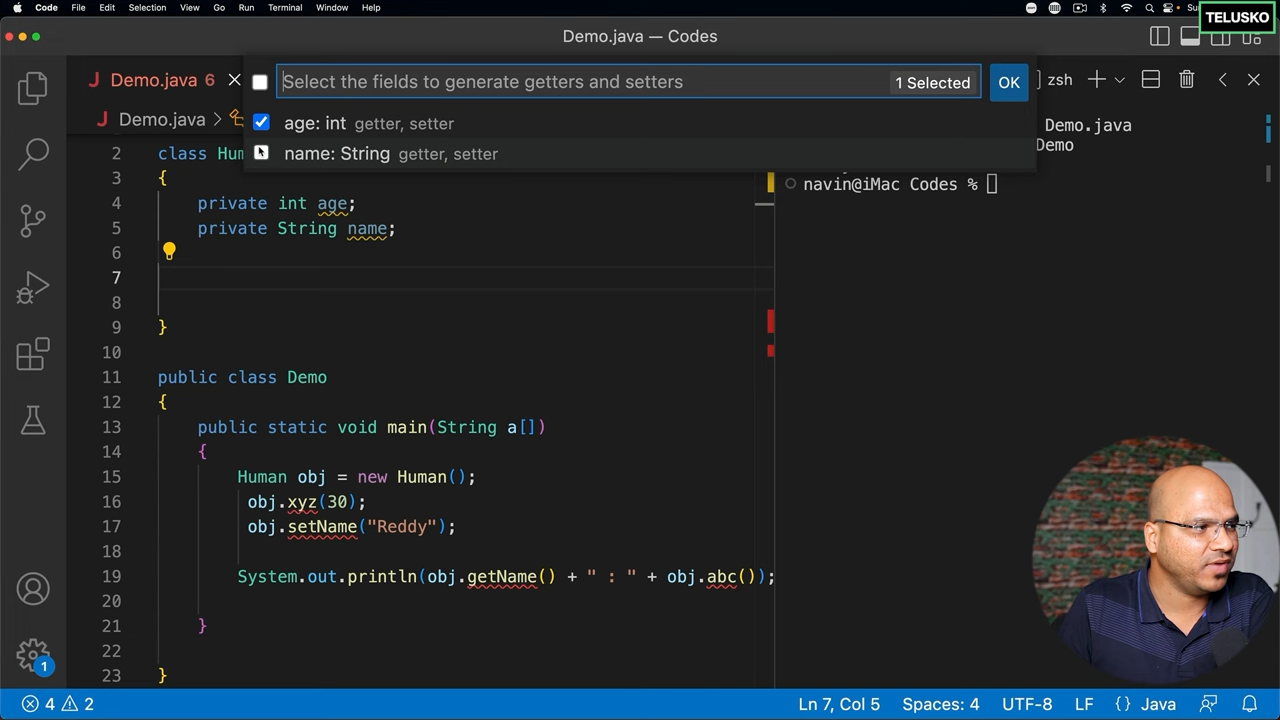 Code File Edit Selection View Go Run Terminal Window Help
TELUSKO
Demo.java — Codes
Demo.java 6
Select the fields to generate getters and setters 1 Selected OK
zsh
age: int getter, setter
name: String getter, setter
Demo.java >
Demo.java
Demo
navin@iMac Codes %
2 class Hum
3 {
4 private int age;
5 private String name;
6
7
8
9 }
10
11 public class Demo
12 {
13 public static void main(String a[])
14 {
15 Human obj = new Human();
16 obj.xyz(30);
17 obj.setName("Reddy");
18
19 System.out.println(obj.getName() + " : " + obj.abc());
20
21 }
22
23 }
1
4 2 Ln 7, Col 5 Spaces: 4 UTF-8 LF {} Java